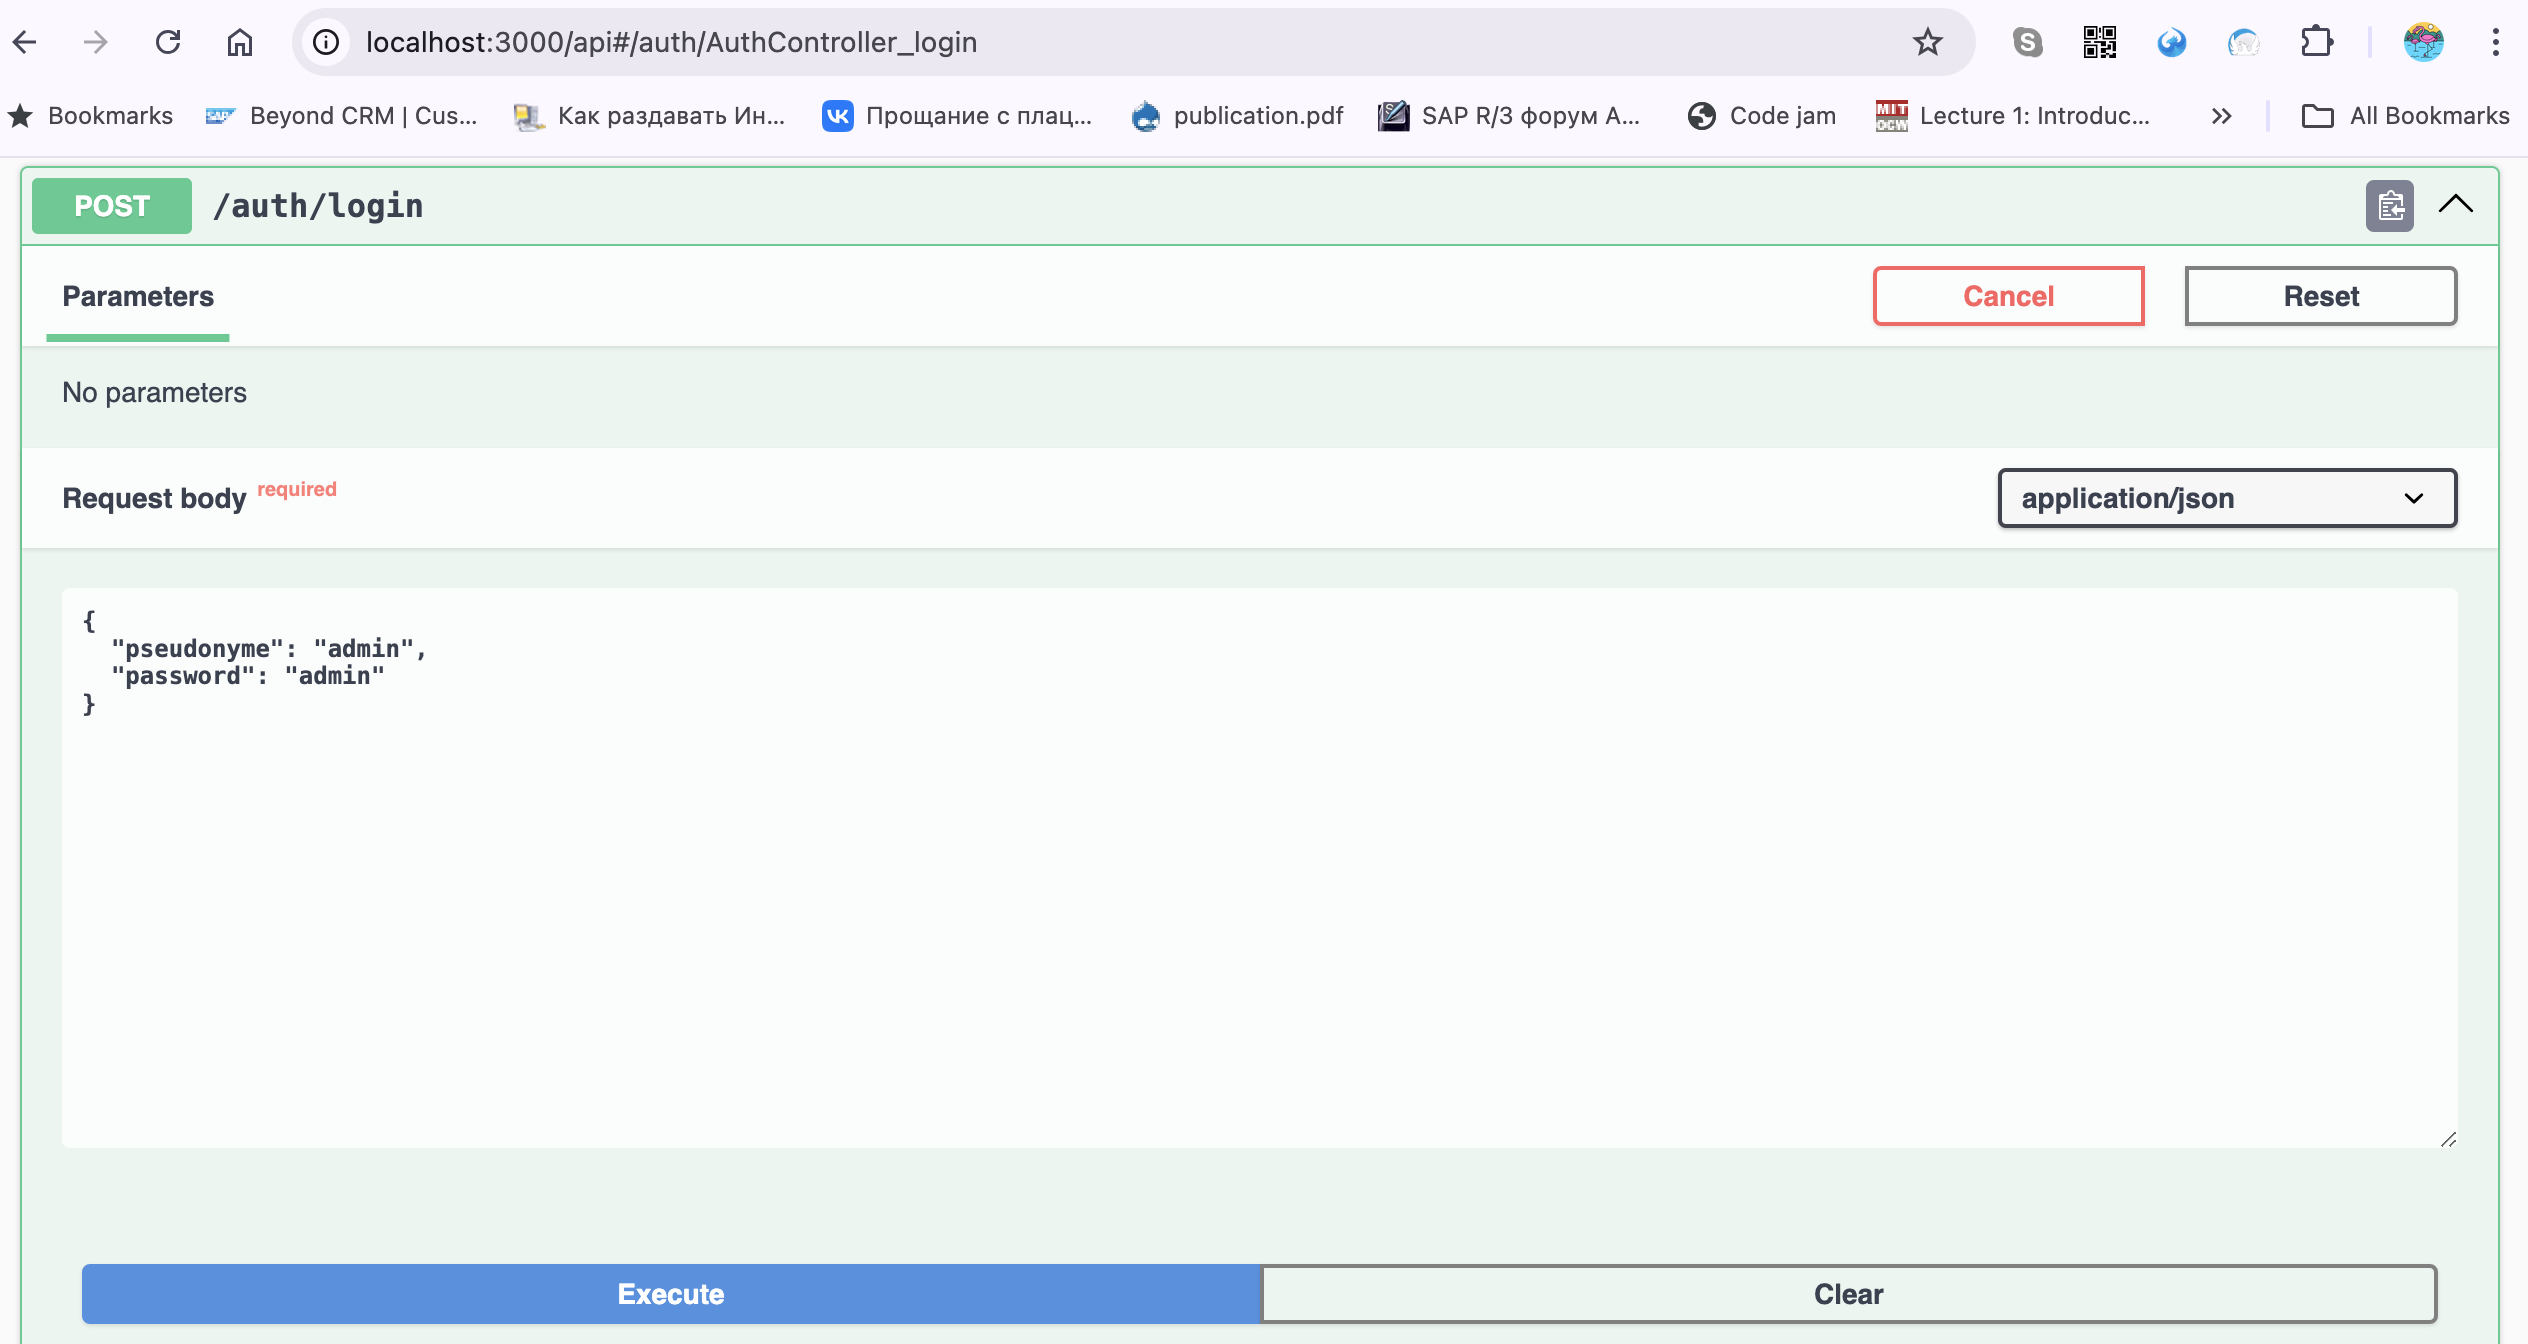 localhost:3000/api#/auth/AuthController_login
Bookmarks Beyond CRM | Cus... Как раздавать Ин... Прощание с плац... publication.pdf SAP R/3 форум A... Code jam Lecture 1: Introduc... » All Bookmarks
POST /auth/login
Parameters Cancel Reset
No parameters
Request body required application/json
{
"pseudonyme": "admin",
"password": "admin"
}
Execute Clear